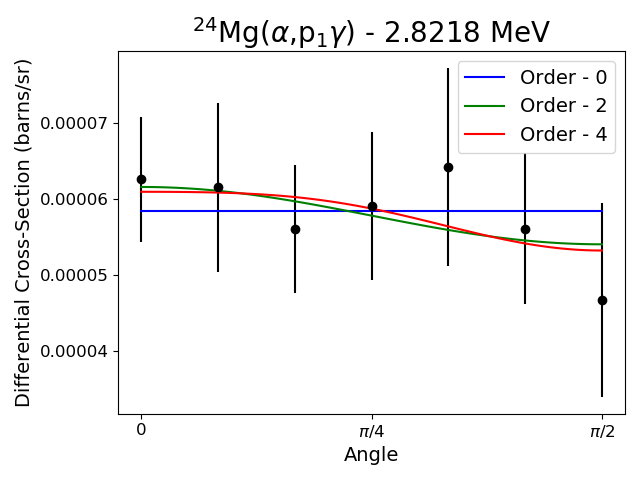 ²⁴Mg(α,p₁γ) - 2.8218 MeV
Order - 0
Order - 2
Order - 4
Differential Cross-Section (barns/sr)
0.00007
0.00006
0.00005
0.00004
0
π/4
π/2
Angle